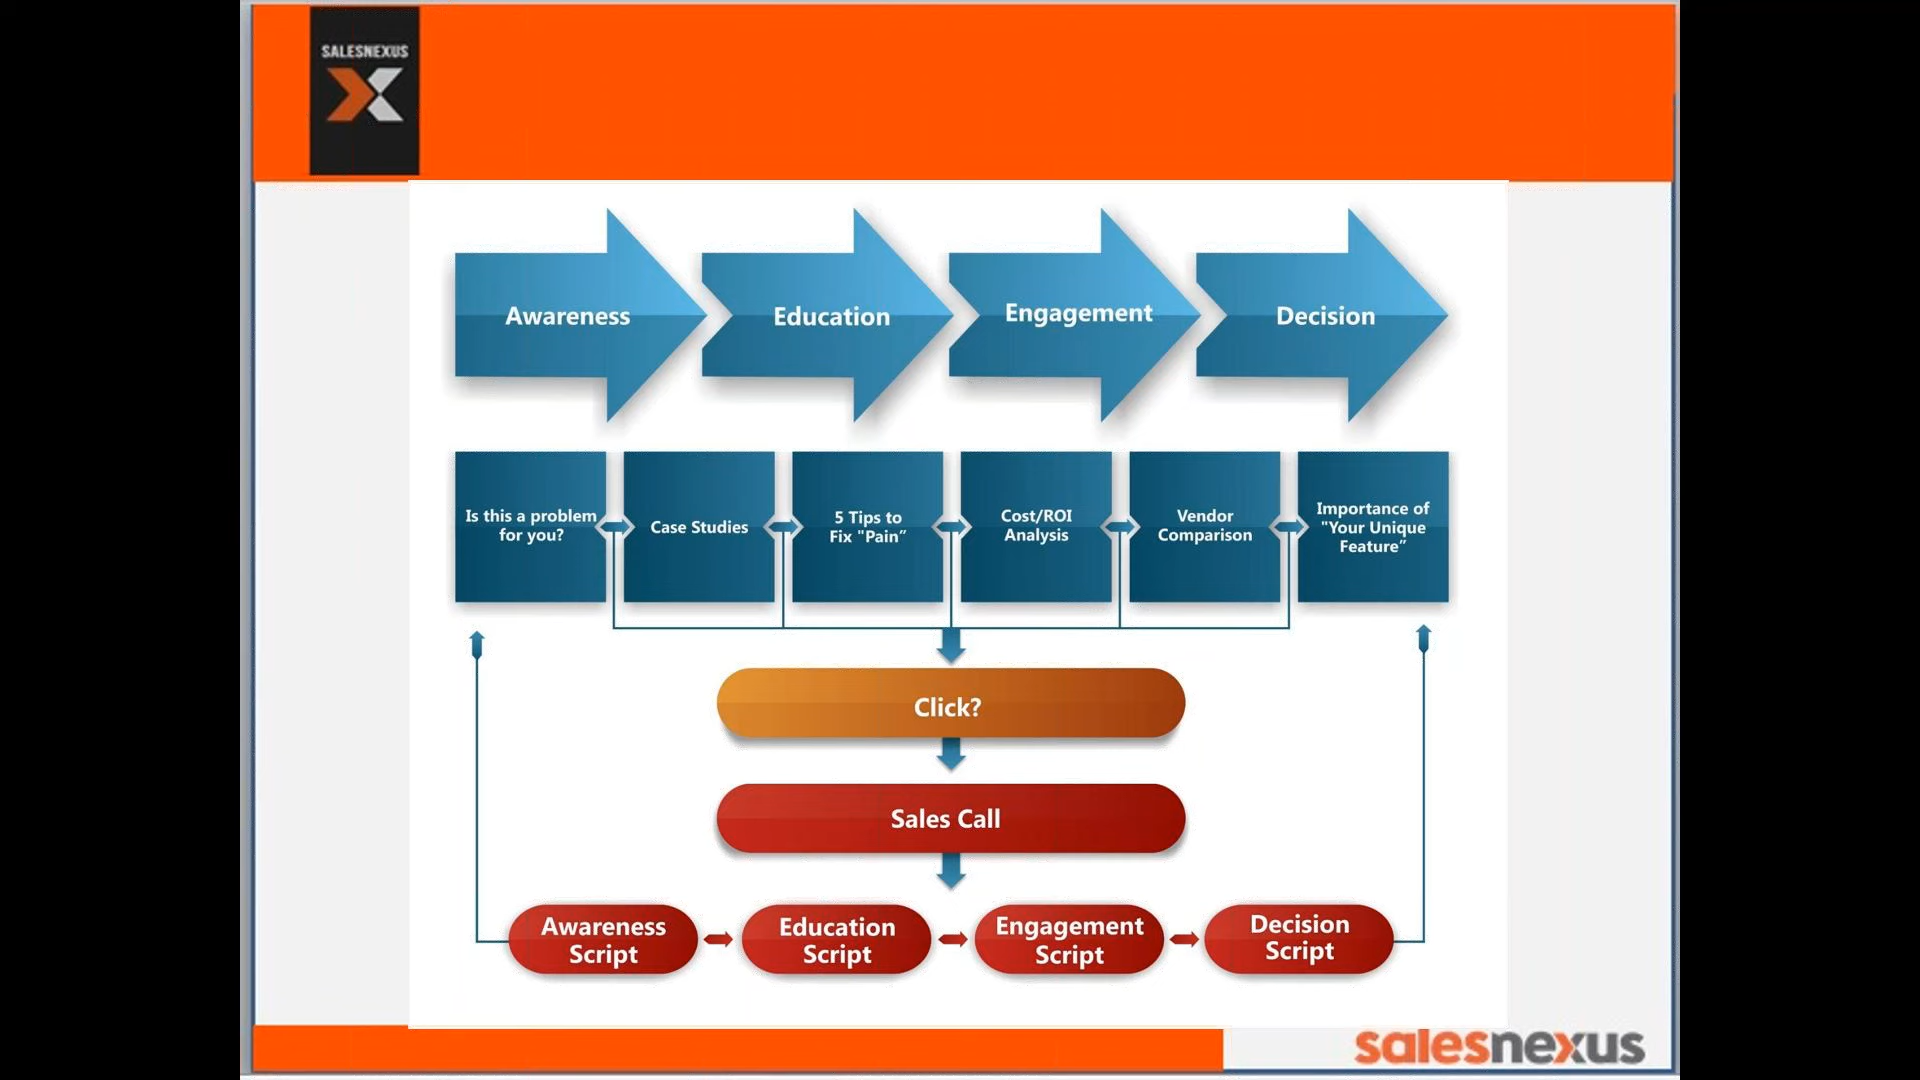 SALESNEXUS
Awareness
Education
Engagement
Decision
Is this a problem
for you?
Case Studies
5 Tips to
Fix "Pain”
Cost/ROI
Analysis
Vendor
Comparison
Importance of
"Your Unique
Feature”
Click?
Sales Call
Awareness
Script
Education
Script
Engagement
Script
Decision
Script
salesnexus